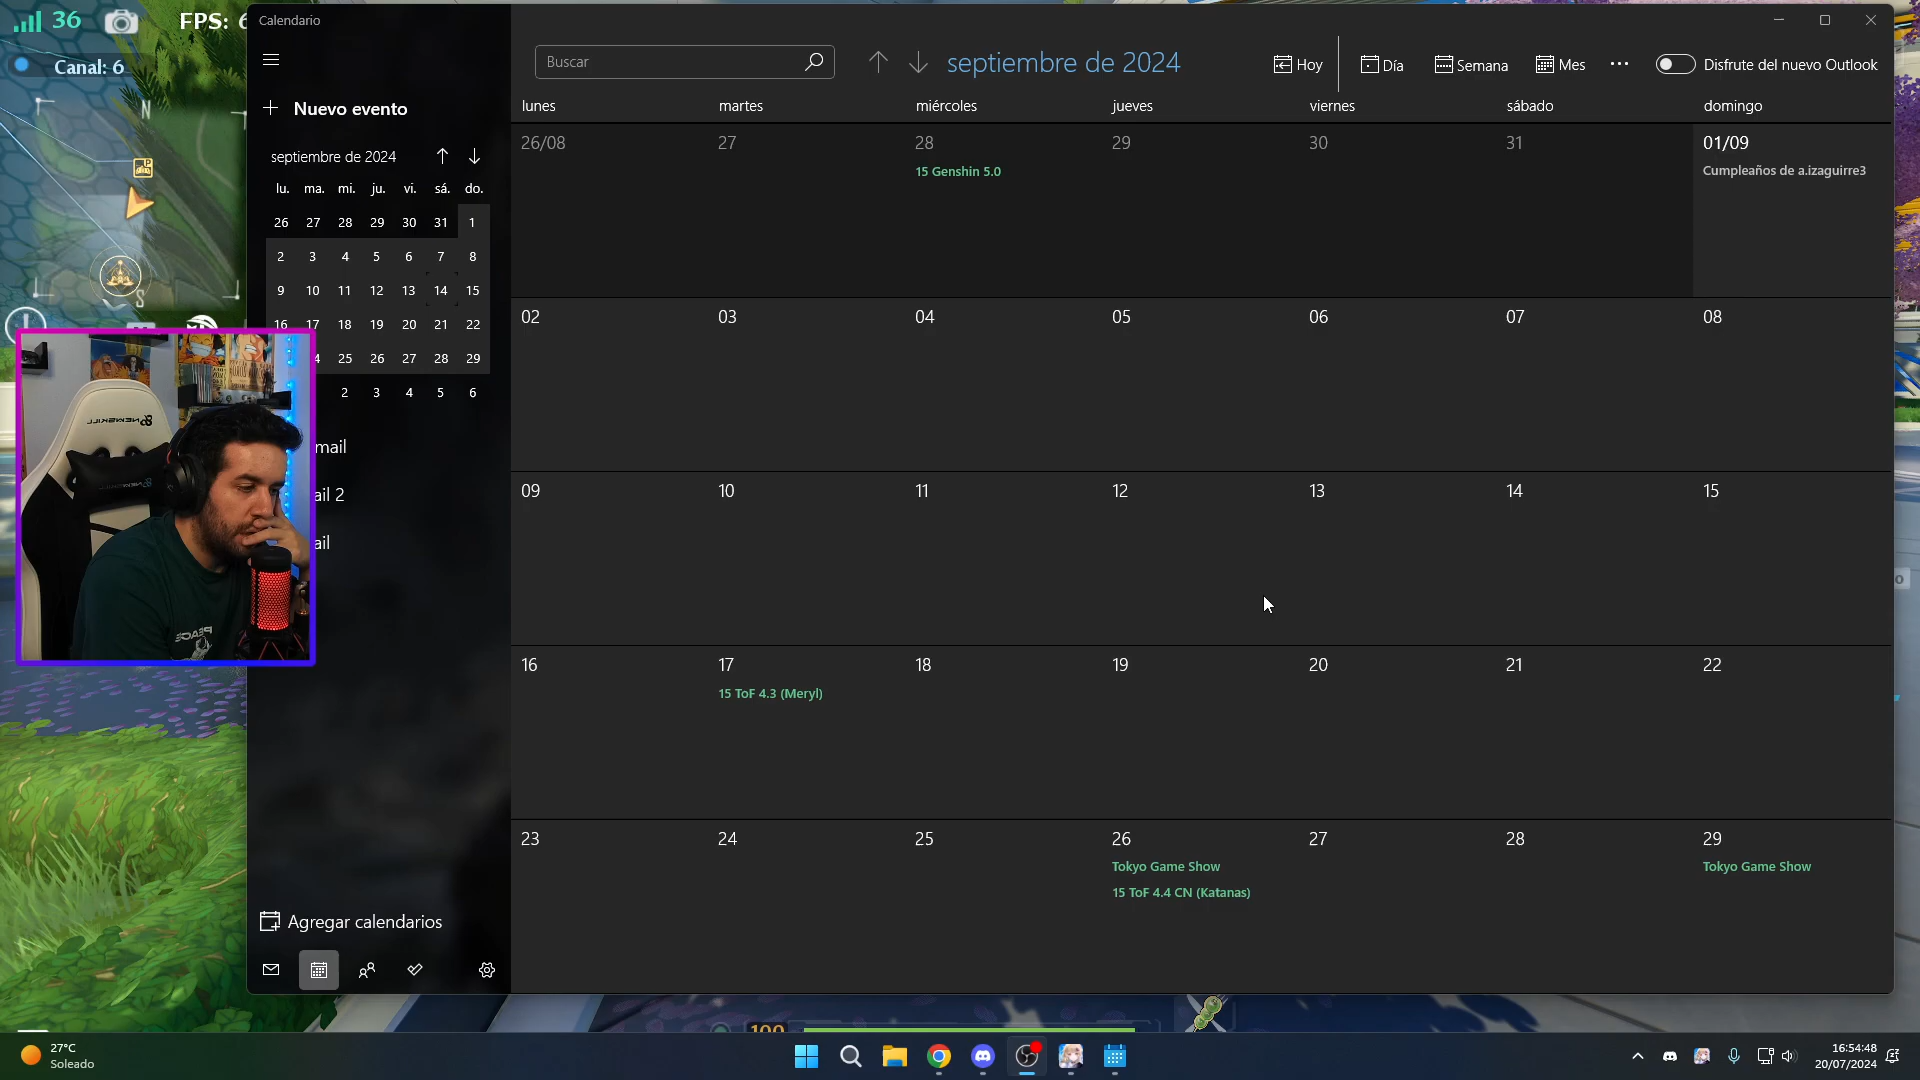 36
FPS: 6
Canal: 6
N
S
Calendario
Nuevo evento
septiembre de 2024
lu. ma. mi. ju. vi. sá. do.
26 27 28 29 30 31 1
2 3 4 5 6 7 8
9 10 11 12 13 14 15
16 17 18 19 20 21 22
4 25 26 27 28 29
2 3 4 5 6
mail
ail 2
ail
Agregar calendarios
Buscar
septiembre de 2024
Hoy
Día
Semana
Mes
Disfrute del nuevo Outlook
lunes martes miércoles jueves viernes sábado domingo
26/08 27 28 29 30 31 01/09
15 Genshin 5.0
Cumpleaños de a.izaguirre3
02 03 04 05 06 07 08
09 10 11 12 13 14 15
16 17 18 19 20 21 22
15 ToF 4.3 (Meryl)
23 24 25 26 27 28 29
Tokyo Game Show
Tokyo Game Show
15 ToF 4.4 CN (Katanas)
PEACE
100
27°C
Soleado
16:54:48
20/07/2024